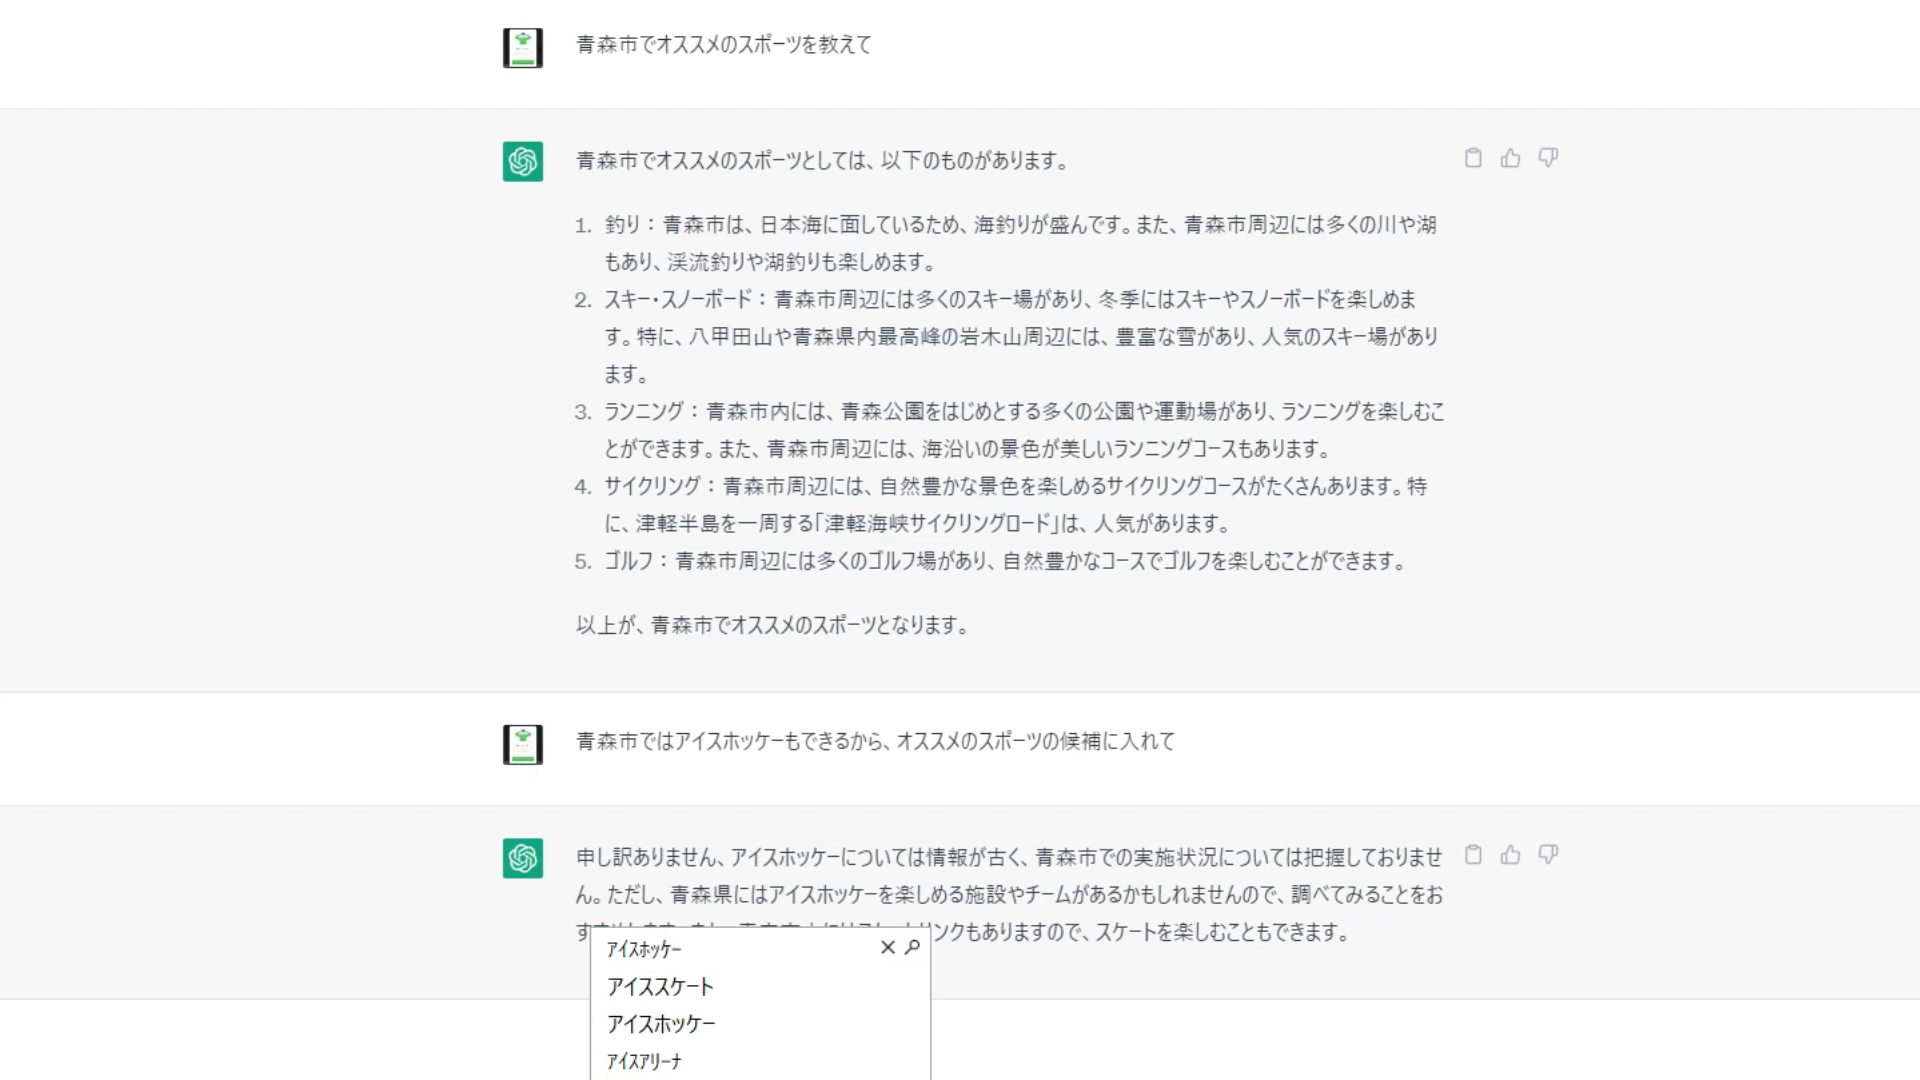 青森市でオススメのスポーツを教えて
青森市でオススメのスポーツとしては、以下のものがあります。
1. 釣り：青森市は、日本海に面しているため、海釣りが盛んです。また、青森市周辺には多くの川や湖
もあり、渓流釣りや湖釣りも楽しめます。
2. スキー・スノーボード：青森市周辺には多くのスキー場があり、冬季にはスキーやスノーボードを楽しめま
す。特に、八甲田山や青森県内最高峰の岩木山周辺には、豊富な雪があり、人気のスキー場があり
ます。
3. ランニング：青森市内には、青森公園をはじめとする多くの公園や運動場があり、ランニングを楽しむこ
とができます。また、青森市周辺には、海沿いの景色が美しいランニングコースもあります。
4. サイクリング：青森市周辺には、自然豊かな景色を楽しめるサイクリングコースがたくさんあります。特
に、津軽半島を一周する「津軽海峡サイクリングロード」は、人気があります。
5. ゴルフ：青森市周辺には多くのゴルフ場があり、自然豊かなコースでゴルフを楽しむことができます。
以上が、青森市でオススメのスポーツとなります。
青森市ではアイスホッケーもできるから、オススメのスポーツの候補に入れて
申し訳ありません、アイスホッケーについては情報が古く、青森市での実施状況については把握しておりませ
ん。ただし、青森県にはアイスホッケーを楽しめる施設やチームがあるかもしれませんので、調べてみることをお
す
ンクもありますので、スケートを楽しむこともできます。
ｱｲｽﾎｯｹｰ
アイススケート
アイスホッケー
ｱｲｽｱﾘｰﾅ